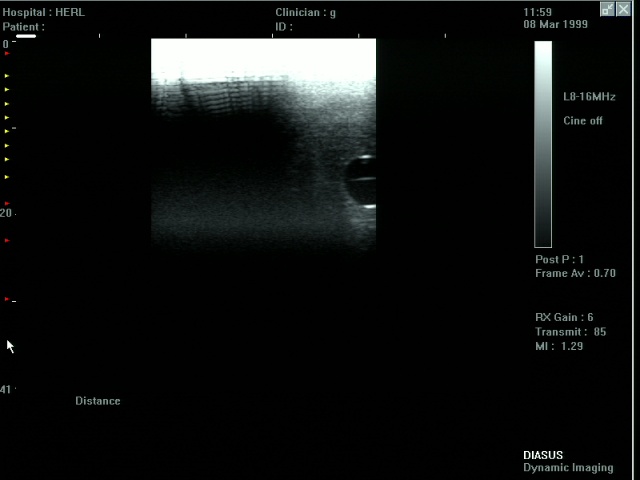 Hospital : HERL
Patient :
Clinician : g
ID :
11:59
08 Mar 1999
0
20
41
L8-16MHz
Cine off
Post P : 1
Frame Av : 0.70
RX Gain : 6
Transmit : 85
MI : 1.29
Distance
DIASUS
Dynamic Imaging